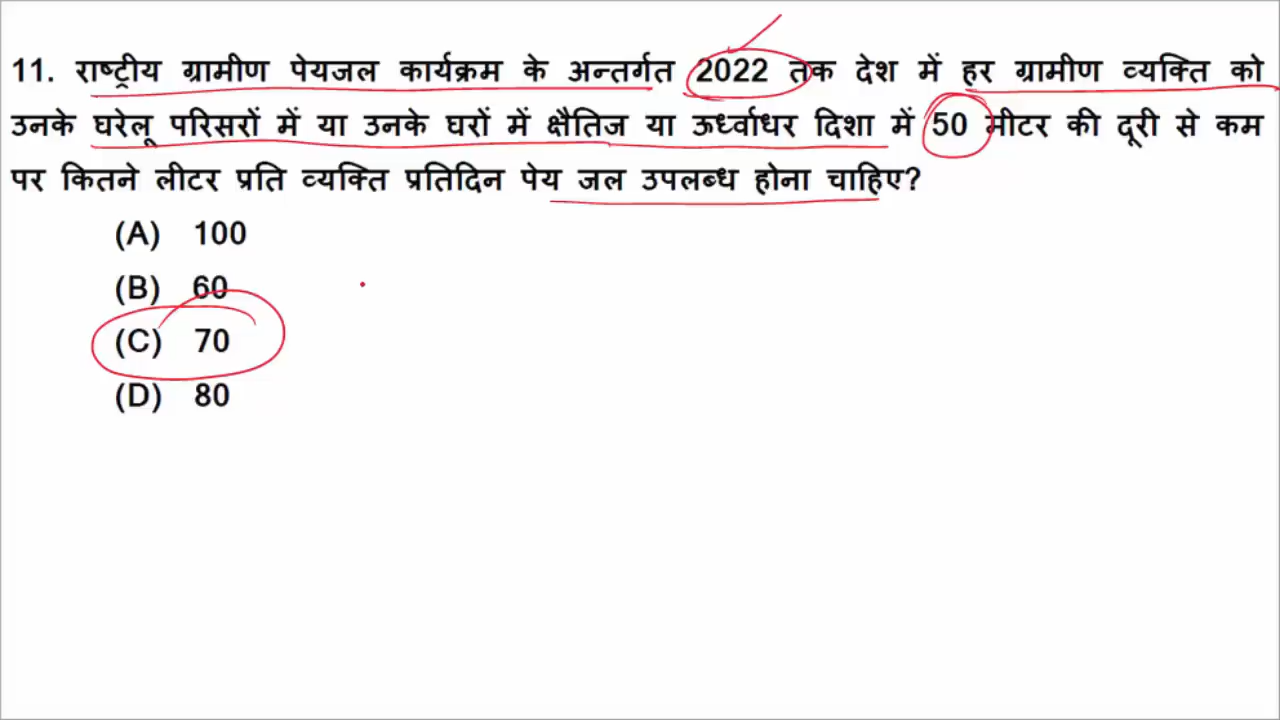 11. राष्ट्रीय ग्रामीण पेयजल कार्यक्रम के अन्तर्गत 2022 तक देश में हर ग्रामीण व्यक्ति को
उनके घरेलू परिसरों में या उनके घरों में क्षैतिज या ऊर्ध्वाधर दिशा में 50 मीटर की दूरी से कम
पर कितने लीटर प्रति व्यक्ति प्रतिदिन पेय जल उपलब्ध होना चाहिए?
(A) 100
(B) 60
(C) 70
(D) 80